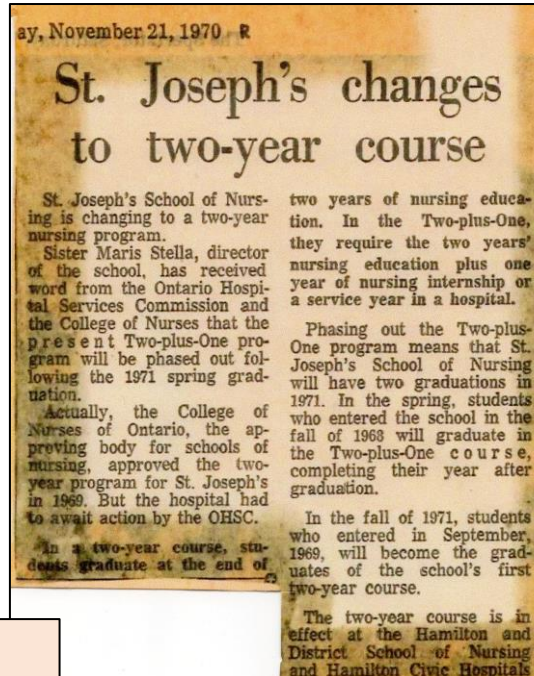 ay, November 21, 1970 R
St. Joseph's changes
to two-year course
St. Joseph's School of Nurs-
ing is changing to a two-year
nursing program.
Sister Maris Stella, director
of the school, has received
word from the Ontario Hospi-
tal Services Commission and
the College of Nurses that the
present Two-plus-One pro-
gram will be phased out fol-
lowing the 1971 spring grad-
uation.
Actually, the College of
Nurses of Ontario, the ap-
proving body for schools of
nursing, approved the two-
year program for St. Joseph's
in 1969. But the hospital had
to await action by the OHSC.
In a two-year course, stu-
dents graduate at the end of
two years of nursing educa-
tion. In the Two-plus-One,
they require the two years'
nursing education plus one
year of nursing internship or
a service year in a hospital.
Phasing out the Two-plus-
One program means that St.
Joseph's School of Nursing
will have two graduations in
1971. In the spring, students
who entered the school in the
fall of 1968 will graduate in
the Two-plus-One course,
completing their year after
graduation.
In the fall of 1971, students
who entered in September,
1969, will become the grad-
uates of the school's first
two-year course.
The two-year course is in
effect at the Hamilton and
District School of Nursing
and Hamilton Civic Hospitals